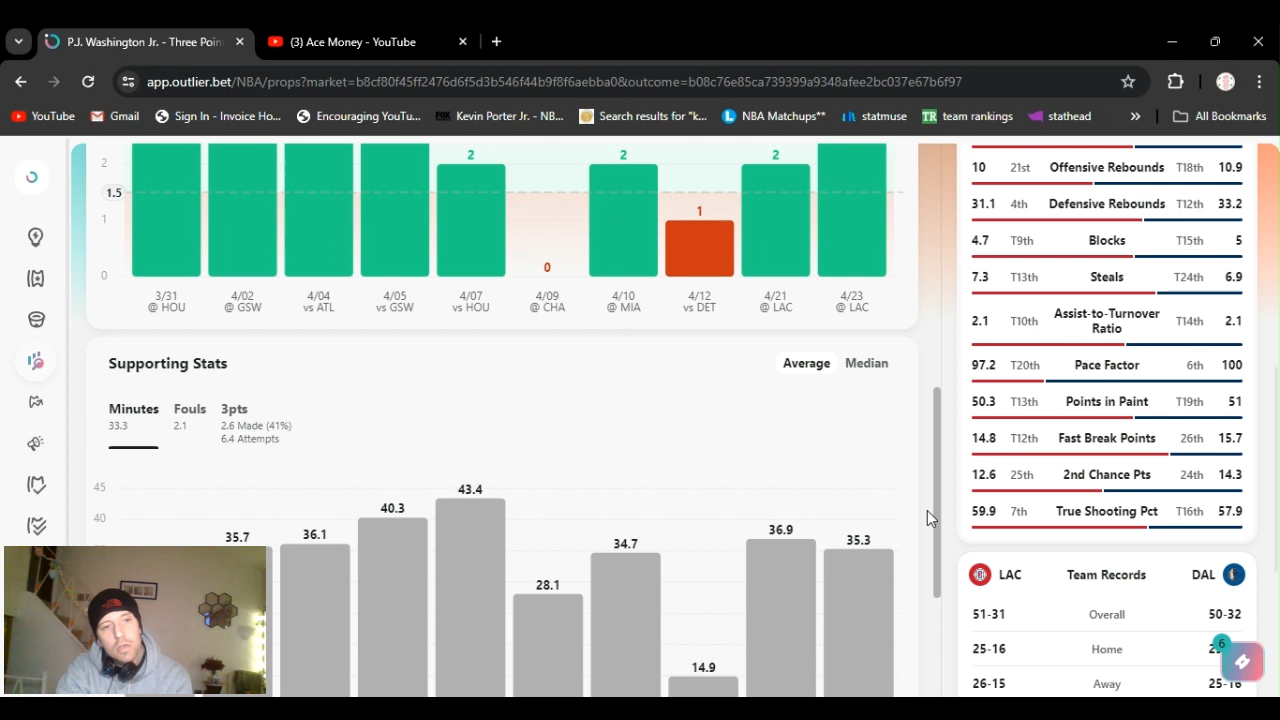 P.J. Washington Jr. - Three Poin
(3) Ace Money - YouTube
app.outlier.bet/NBA/props?market=b8cf80f45ff2476d6f5d3b546f44b9f8f6aebba0&outcome=b08c76e85ca739399a9348afee2bc037e67b6f97
YouTube
Gmail
Sign In - Invoice Ho...
Encouraging YouTu...
FOX Kevin Porter Jr. - NB...
Search results for "k...
NBA Matchups**
statmuse
TR team rankings
stathead
All Bookmarks
2
1.5
1
0
2
0
2
1
2
3/31
@ HOU
4/02
@ GSW
4/04
vs ATL
4/05
vs GSW
4/07
vs HOU
4/09
@ CHA
4/10
@ MIA
4/12
vs DET
4/21
@ LAC
4/23
@ LAC
Supporting Stats
Average Median
Minutes
33.3
Fouls
2.1
3pts
2.6 Made (41%)
6.4 Attempts
45
40
35.7
36.1
40.3
43.4
28.1
34.7
14.9
36.9
35.3
10 21st Offensive Rebounds T18th 10.9
31.1 4th Defensive Rebounds T12th 33.2
4.7 T9th Blocks T15th 5
7.3 T13th Steals T24th 6.9
2.1 T10th Assist-to-Turnover Ratio T14th 2.1
97.2 T20th Pace Factor 6th 100
50.3 T13th Points in Paint T19th 51
14.8 T12th Fast Break Points 26th 15.7
12.6 25th 2nd Chance Pts 24th 14.3
59.9 7th True Shooting Pct T16th 57.9
LAC Team Records DAL
51-31 Overall 50-32
25-16 Home
6
26-15 Away 25-16